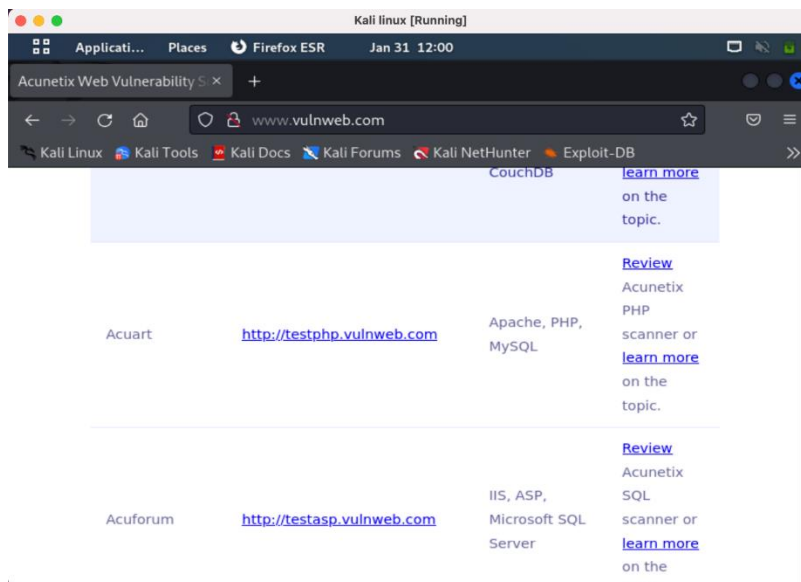 Kali linux [Running]
Applicati... Places Firefox ESR Jan 31 12:00
Acunetix Web Vulnerability S
www.vulnweb.com
Kali Linux Kali Tools Kali Docs Kali Forums Kali NetHunter Exploit-DB
CouchDB
learn more
on the
topic.
Acuart
http://testphp.vulnweb.com
Apache, PHP,
MySQL
Review
Acunetix
PHP
scanner or
learn more
on the
topic.
Acuforum
http://testasp.vulnweb.com
IIS, ASP,
Microsoft SQL
Server
Review
Acunetix
SQL
scanner or
learn more
on the